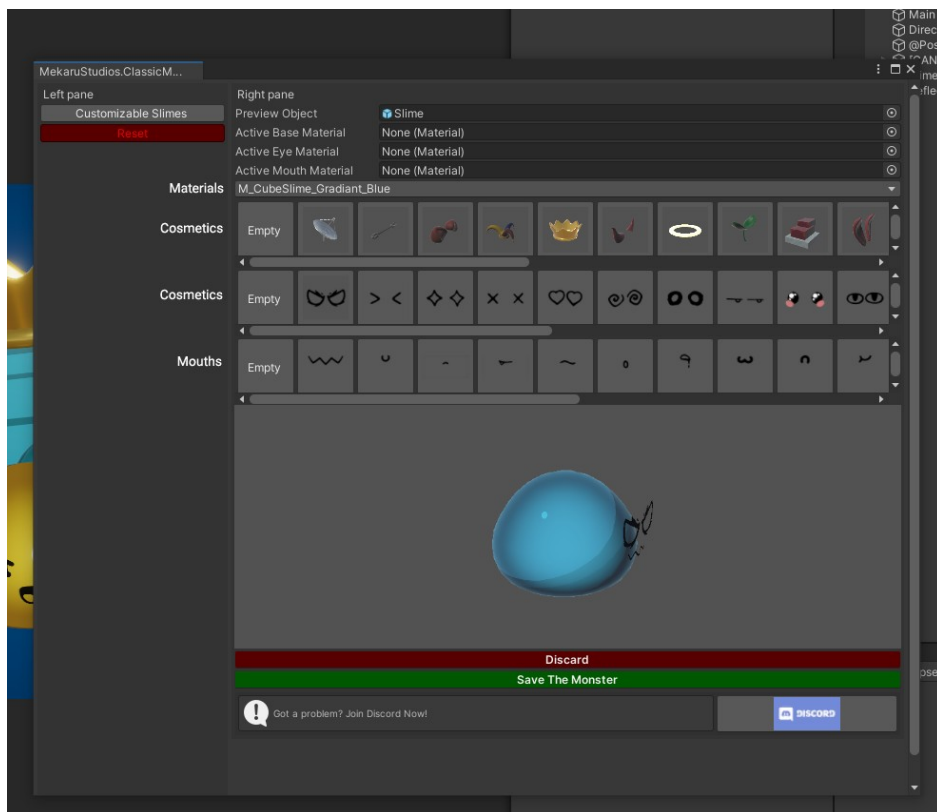 Main
Direc
@Pos
MekaruStudios.ClassicM...
Left pane
Right pane
Customizable Slimes
Preview Object
Slime
Reset
Active Base Material
None (Material)
Active Eye Material
None (Material)
Active Mouth Material
None (Material)
Materials
M_CubeSlime_Gradiant_Blue
Cosmetics
Empty
Cosmetics
Empty
Mouths
Empty
Discard
Save The Monster
Got a problem? Join Discord Now!
DISCORD